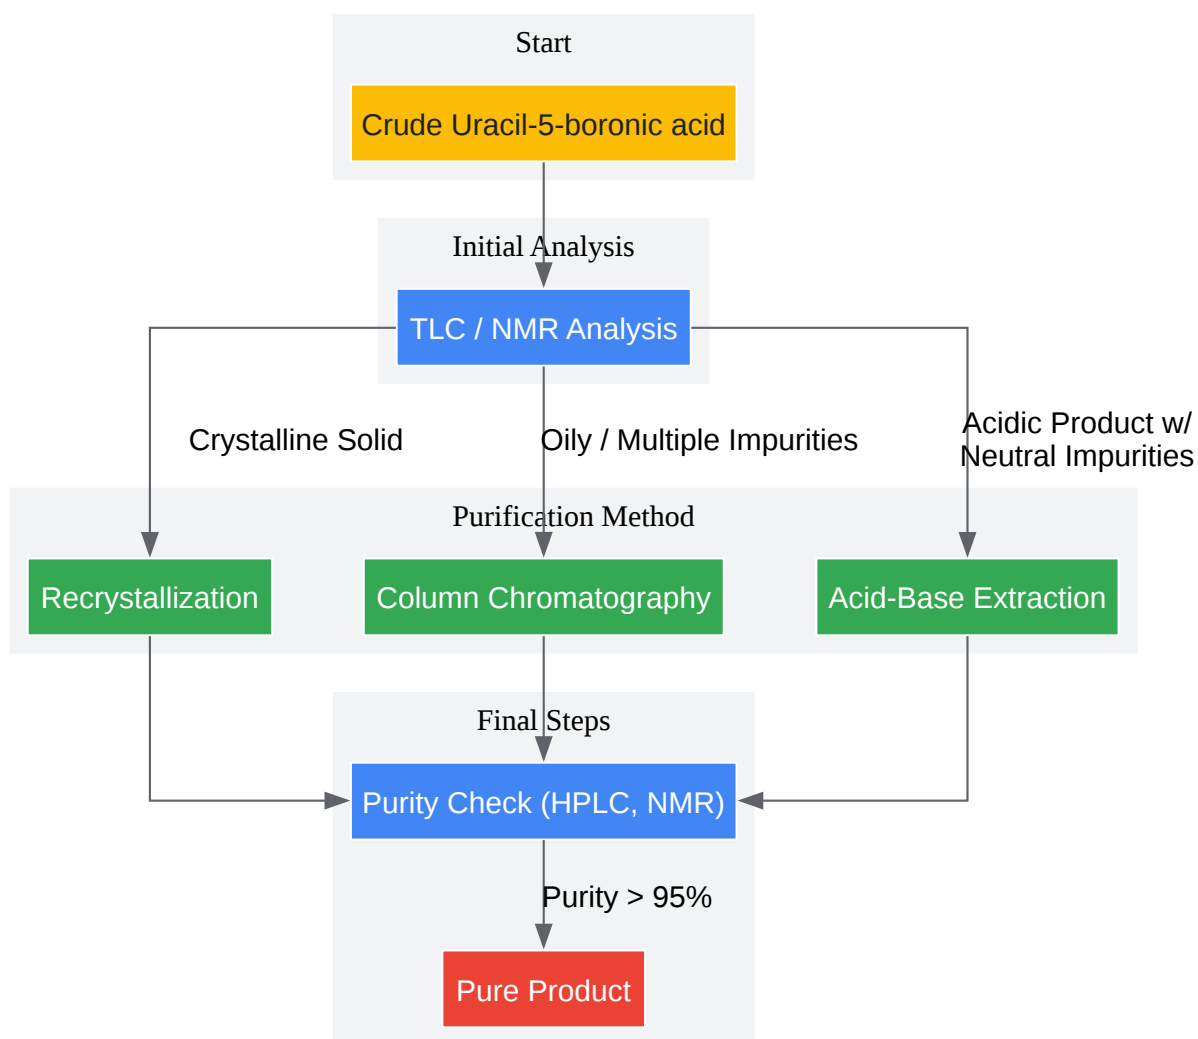 Start
Crude Uracil-5-boronic acid
Initial Analysis
TLC / NMR Analysis
Crystalline Solid
Oily / Multiple Impurities
Acidic Product w/
Neutral Impurities
Purification Method
Recrystallization
Column Chromatography
Acid-Base Extraction
Final Steps
Purity Check (HPLC, NMR)
Purity > 95%
Pure Product